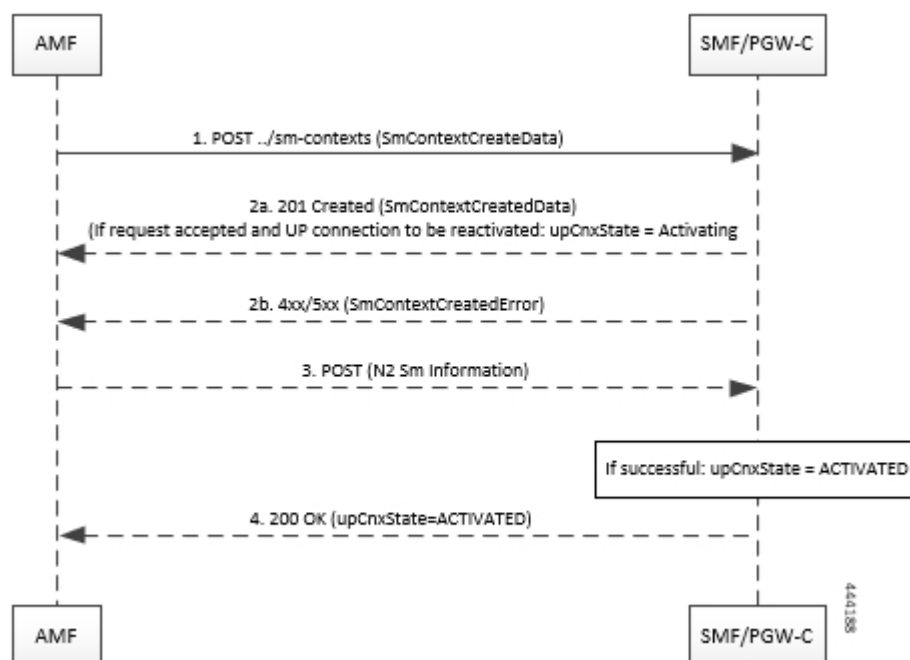 AMF
SMF/PGW-C
1. POST ../sm-contexts (SmContextCreateData)
2a. 201 Created (SmContextCreatedData)
(If request accepted and UP connection to be reactivated: upCnxState = Activating
2b. 4xx/5xx (SmContextCreatedError)
3. POST (N2 Sm Information)
If successful: upCnxState = ACTIVATED
4. 200 OK (upCnxState=ACTIVATED)
444188
AMF
SMF/PGW-C